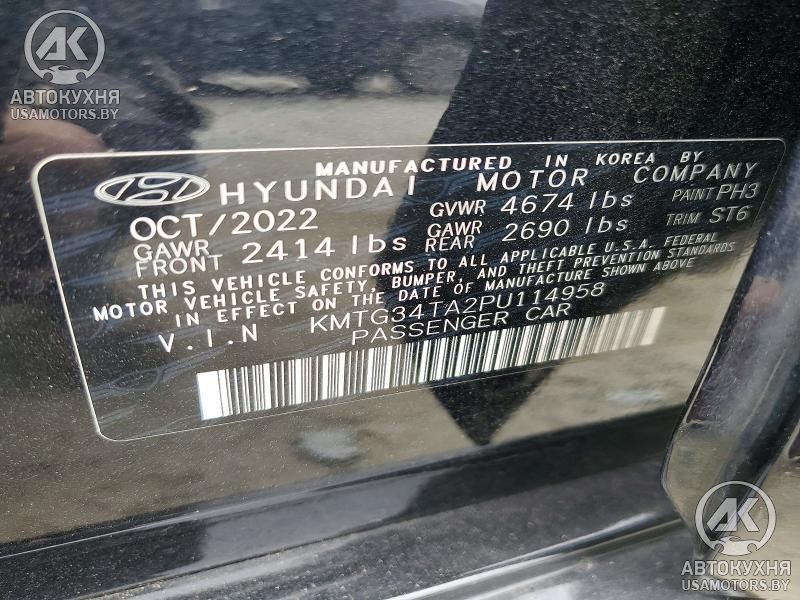 AK
АВТОКУХНЯ
USAMOTORS.BY
MANUFACTURED IN KOREA BY
HYUNDAI MOTOR COMPANY
OCT/2022 GVWR 4674 lbs PAINT PH3
GAWR FRONT 2414 lbs GAWR REAR 2690 lbs TRIM ST6
THIS VEHICLE CONFORMS TO ALL APPLICABLE U.S.A. FEDERAL
MOTOR VEHICLE SAFETY, BUMPER, AND THEFT PREVENTION STANDARDS
IN EFFECT ON THE DATE OF MANUFACTURE SHOWN ABOVE
V.I.N KMTG34TA2PU114958
PASSENGER CAR
AK
АВТОКУХНЯ
USAMOTORS.BY